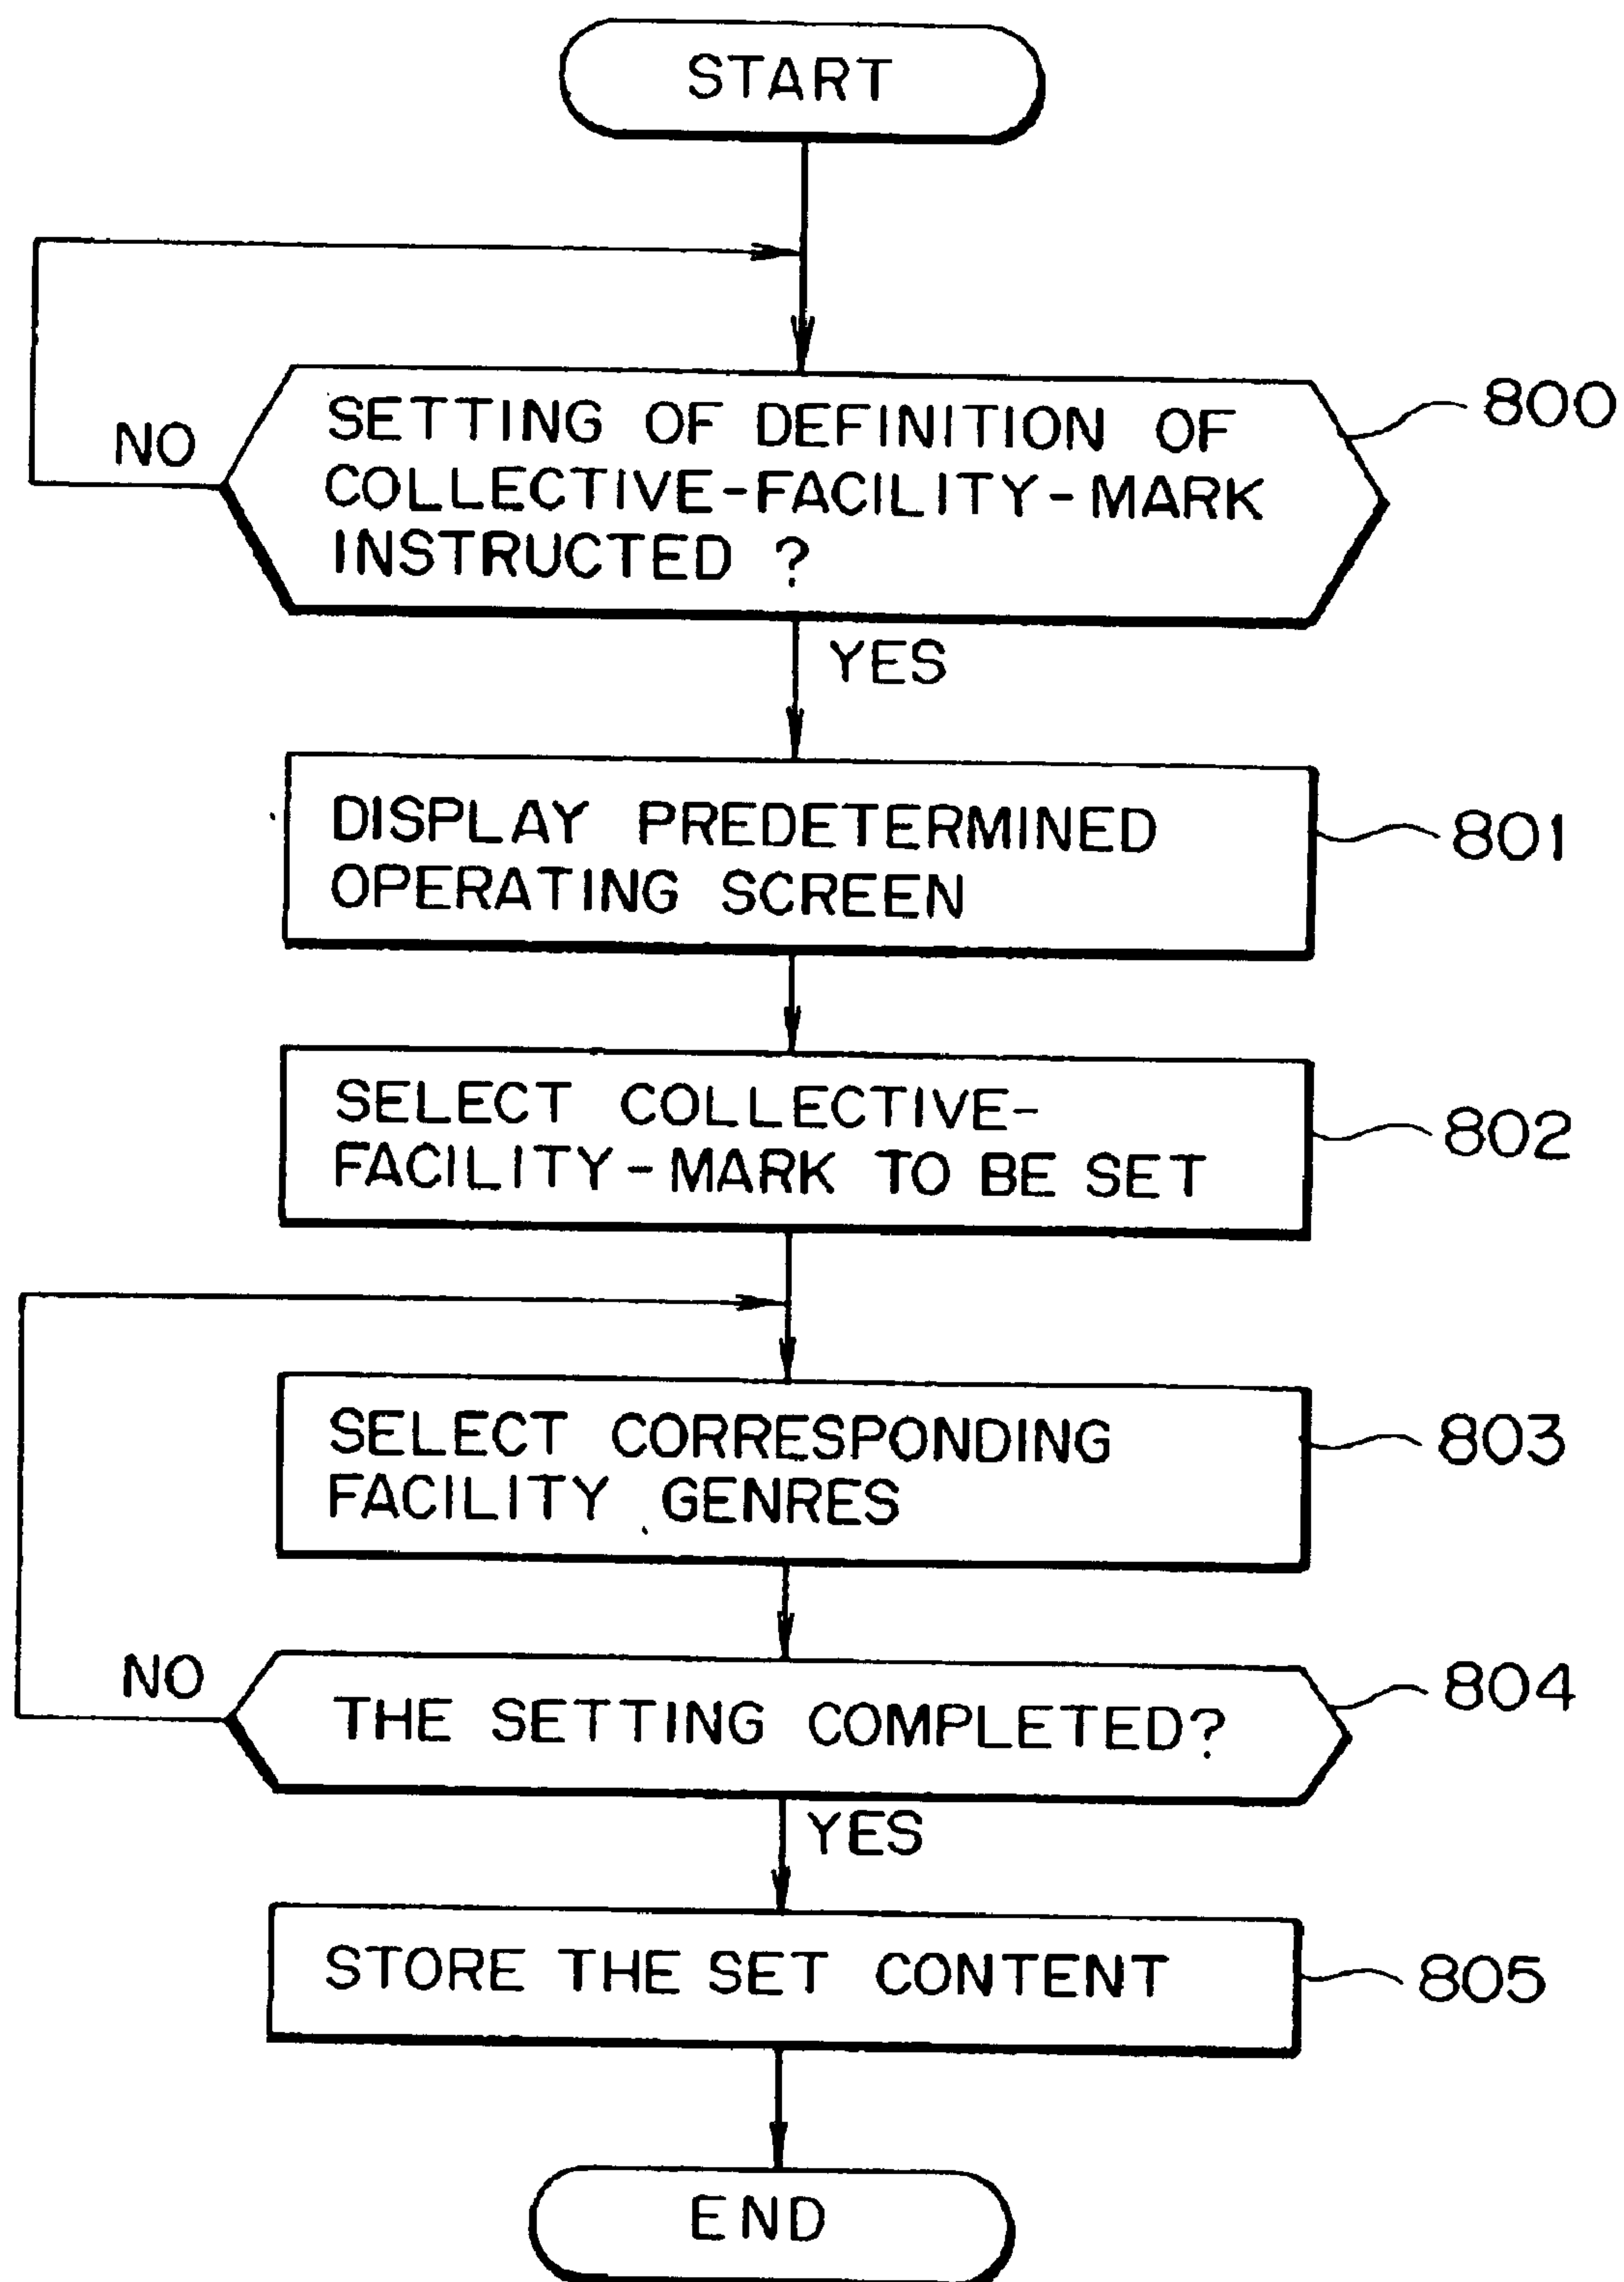 START
NO
SETTING OF DEFINITION OF
COLLECTIVE-FACILITY-MARK
INSTRUCTED ?
800
YES
DISPLAY PREDETERMINED
OPERATING SCREEN
801
SELECT COLLECTIVE-
FACILITY-MARK TO BE SET
802
SELECT CORRESPONDING
FACILITY GENRES
803
NO
THE SETTING COMPLETED?
804
YES
STORE THE SET CONTENT
805
END